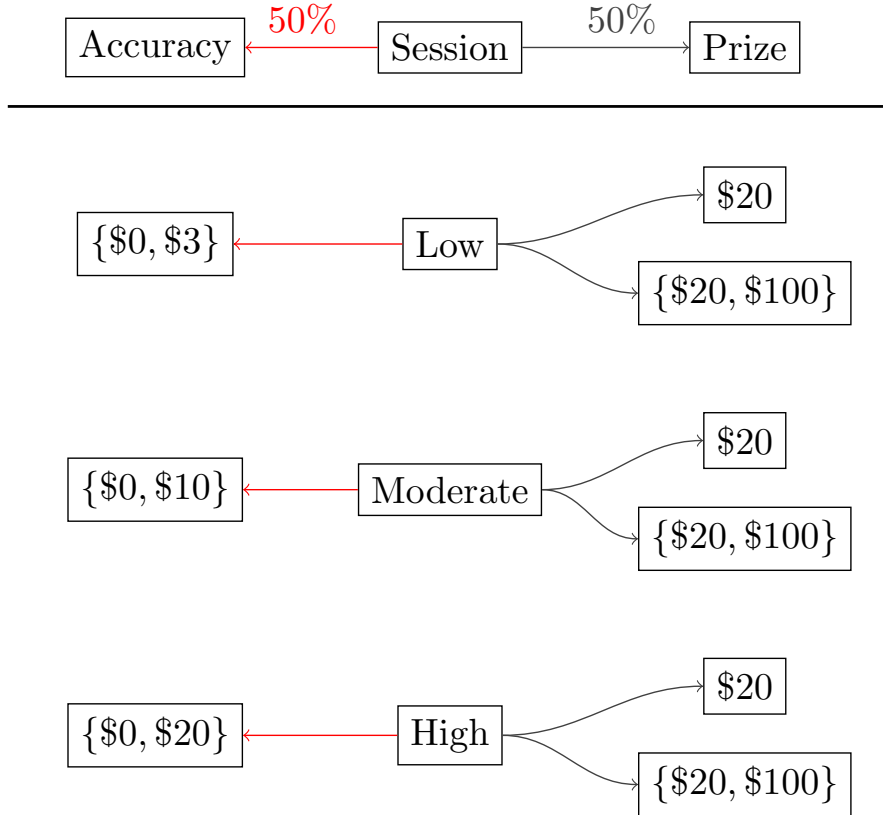 50% 50%
Accuracy Session Prize
$20
{$0, $3} Low
{$20, $100}
$20
{$0, $10} Moderate
{$20, $100}
$20
{$0, $20} High
{$20, $100}